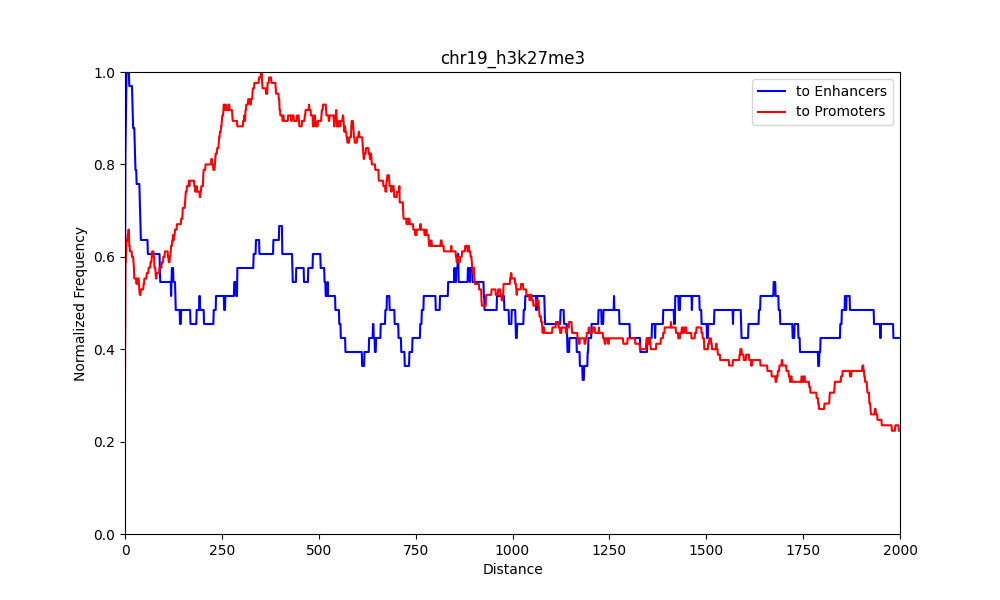 chr19_h3k27me3
to Enhancers
to Promoters
1.0
0.8
0.6
0.4
0.2
0.0
Normalized Frequency
0 250 500 750 1000 1250 1500 1750 2000
Distance